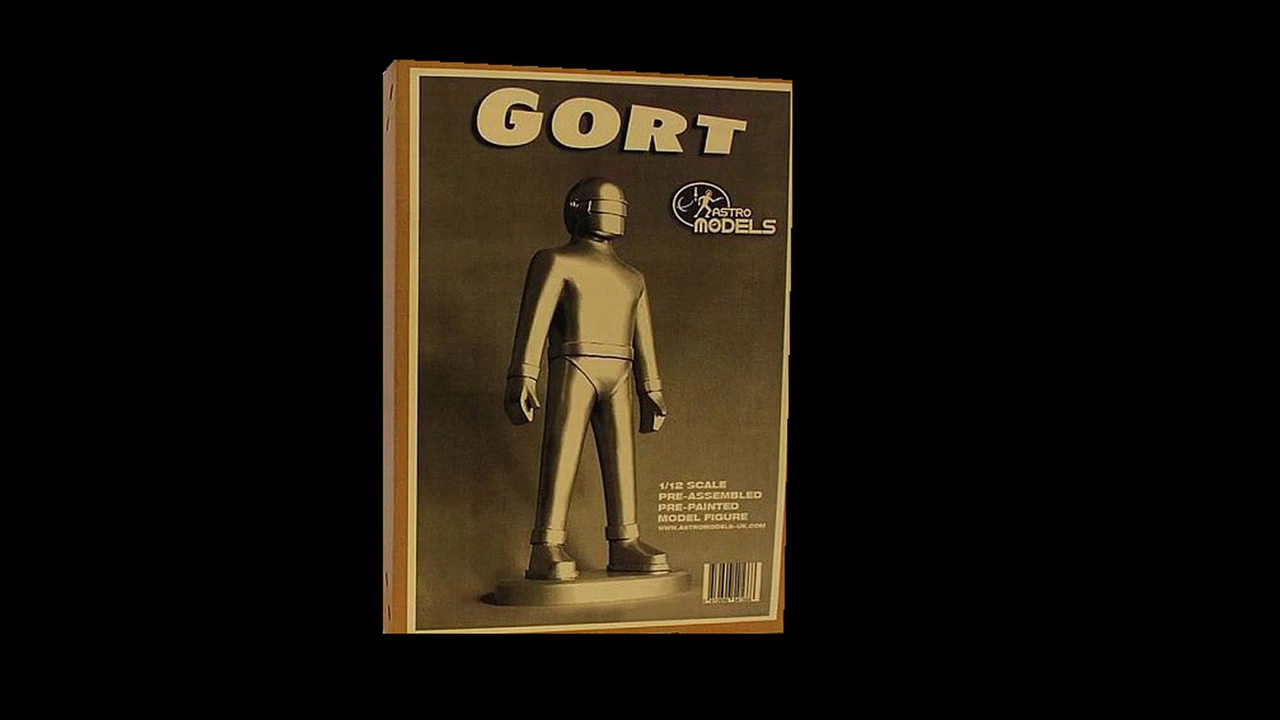 GORT
ASTRO
MODELS
1/12 SCALE
PRE-ASSEMBLED
PRE-PAINTED
MODEL FIGURE
WWW.ASTROMODELS-UK.COM